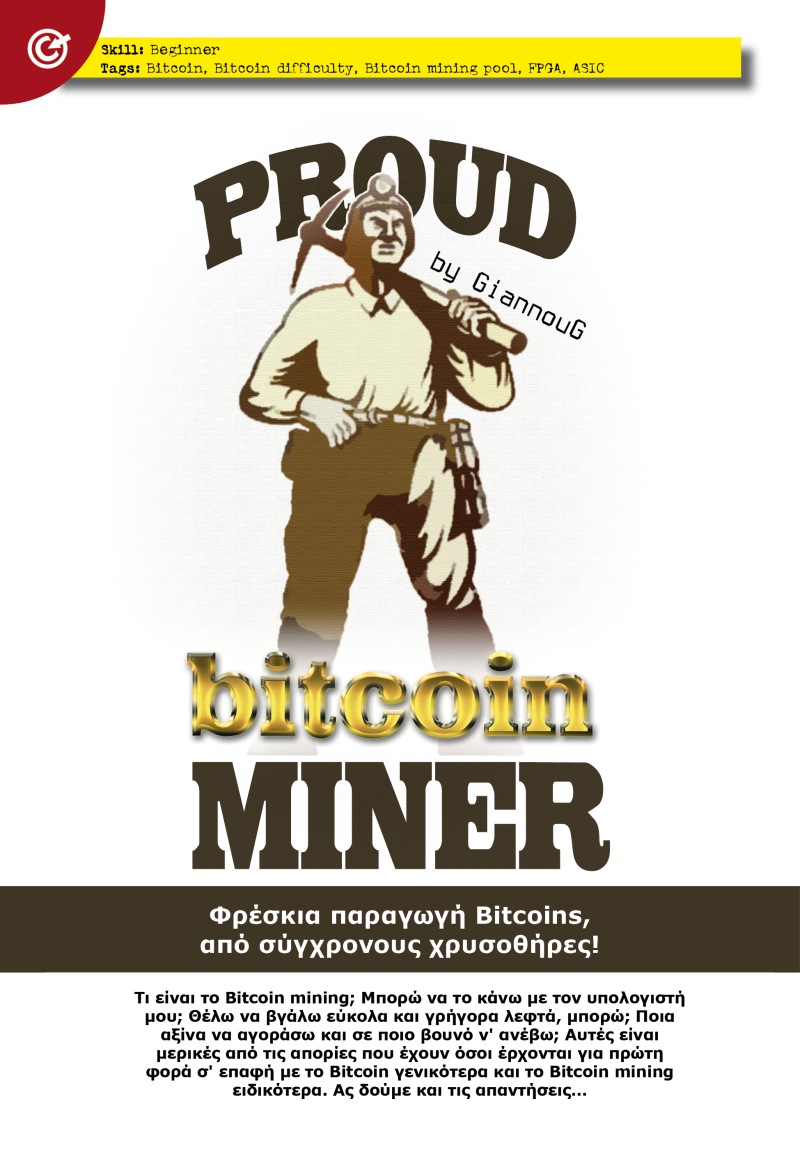 Skill: Beginner
Tags: Bitcoin, Bitcoin difficulty, Bitcoin mining pool, FPGA, ASIC
PROUD
by GiannouG
bitcoin
MINER
Φρέσκια παραγωγή Bitcoins,
από σύγχρονους χρυσοθήρες!
Τι είναι το Bitcoin mining; Μπορώ να το κάνω με τον υπολογιστή
μου; Θέλω να βγάλω εύκολα και γρήγορα λεφτά, μπορώ; Ποια
αξίνα να αγοράσω και σε ποιο βουνό ν' ανέβω; Αυτές είναι
μερικές από τις απορίες που έχουν όσοι έρχονται για πρώτη
φορά σ' επαφή με το Bitcoin γενικότερα και το Bitcoin mining
ειδικότερα. Ας δούμε και τις απαντήσεις…